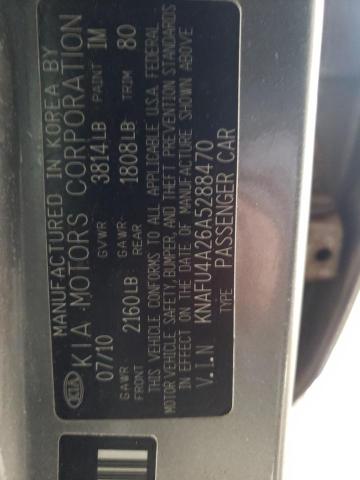 MANUFACTURED IN KOREA BY
KIA KIA MOTORS CORPORATION
07/10 GVWR 3814LB PAINT IM
GAWR FRONT 2160LB GAWR REAR 1808LB TRIM 80
THIS VEHICLE CONFORMS TO ALL APPLICABLE U.S.A. FEDERAL
MOTOR VEHICLE SAFETY, BUMPER, AND THEFT PREVENTION STANDARDS
IN EFFECT ON THE DATE OF MANUFACTURE SHOWN ABOVE
V.I.N KNAFU4A26A5288470
TYPE PASSENGER CAR